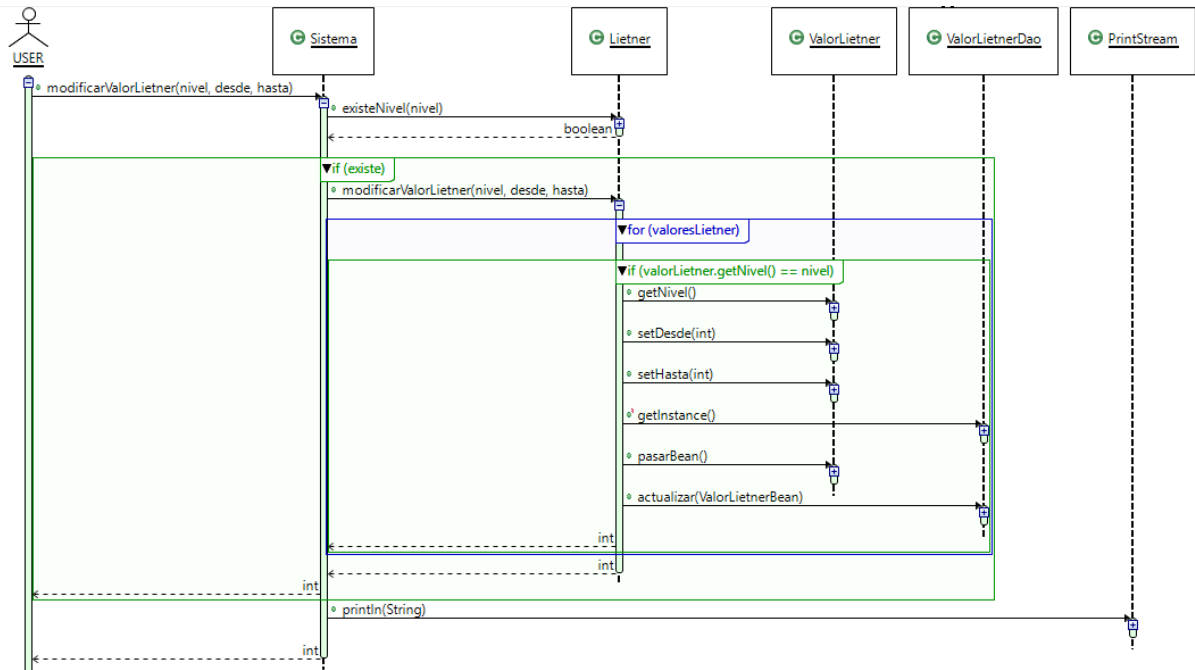 USER
Sistema
Lietner
ValorLietner
ValorLietnerDao
PrintStream
modificarValorLietner(nivel, desde, hasta)
existeNivel(nivel)
boolean
if (existe)
modificarValorLietner(nivel, desde, hasta)
for (valoresLietner)
if (valorLietner.getNivel() == nivel)
getNivel()
setDesde(int)
setHasta(int)
getInstance()
pasarBean()
actualizar(ValorLietnerBean)
int
int
int
println(String)
int